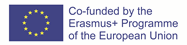 Co-funded by the
Erasmus+ Programme
of the European Union